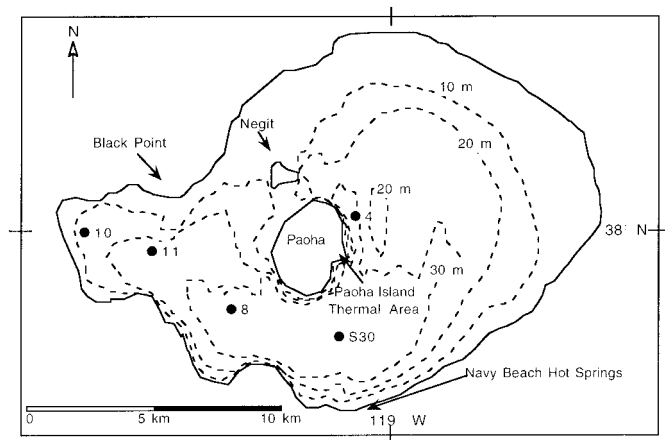 N
10 m
Negit
20 m
Black Point
20 m
4
10
38° N
Paoha
11
30 m
Paoha Island
Thermal Area
8
S30
Navy Beach Hot Springs
0 5 km 10 km
119 W